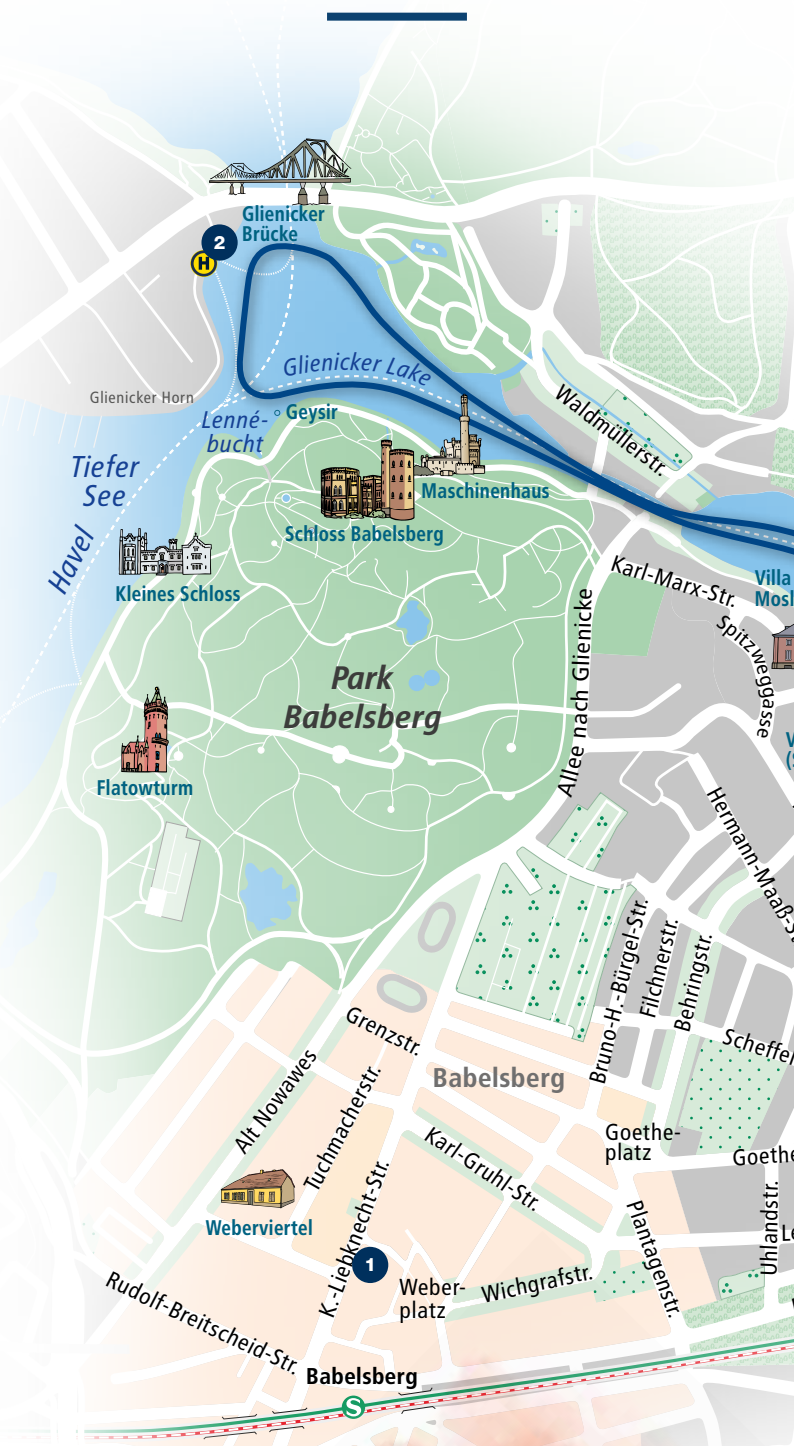 Glienicker
Brücke
2
H
Glienicker Lake
Glienicker Horn
Lenné-
bucht
Geysir
Waldmüllerstr.
Tiefer
See
Havel
Maschinenhaus
Schloss Babelsberg
Kleines Schloss
Karl-Marx-Str.
Villa
Spitzweggasse
Allee nach Glienicke
Park
Babelsberg
Flatowturm
Hermann-Maaß-S
Bruno-H.-Bürgel-Str.
Filchnerstr.
Behringstr.
Scheffel
Grenzstr.
Babelsberg
Alt Nowawes
Tuchmacherstr.
Karl-Gruhl-Str.
Goethe-
platz
Goethe
Weberviertel
K.-Liebknecht-Str.
1
Plantagenstr.
Uhlandstr.
Le
Weber-
platz
Wichgrafstr.
Rudolf-Breitscheid-Str.
Babelsberg
S